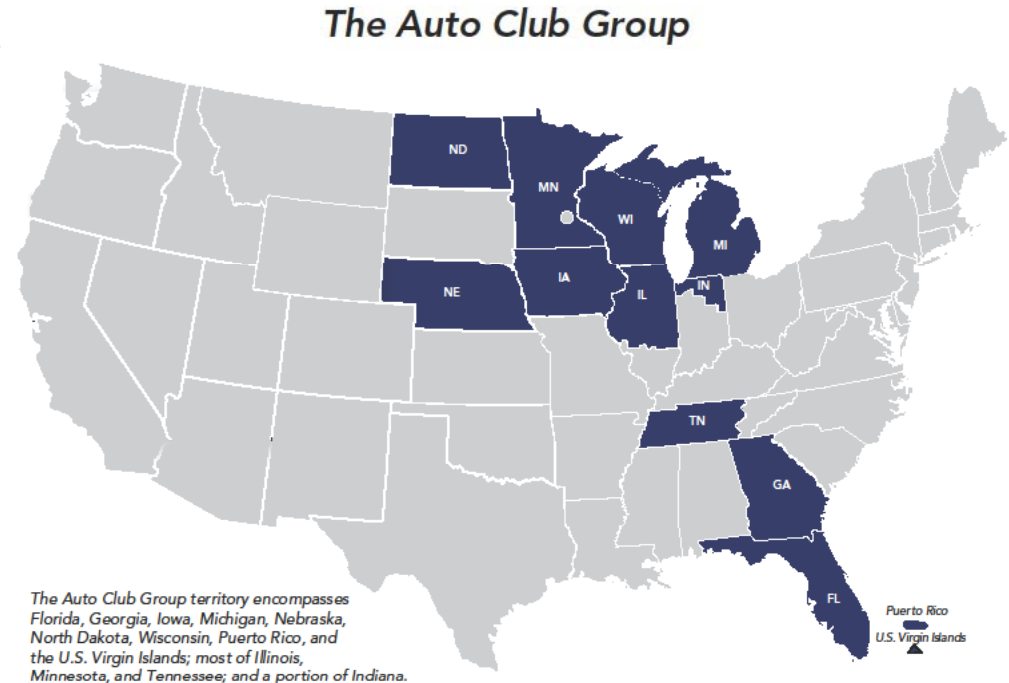 The Auto Club Group
ND
MN
WI
MI
IA
NE
IL
IN
TN
GA
FL
Puerto Rico
U.S. Virgin Islands
The Auto Club Group territory encompasses
Florida, Georgia, Iowa, Michigan, Nebraska,
North Dakota, Wisconsin, Puerto Rico, and
the U.S. Virgin Islands; most of Illinois,
Minnesota, and Tennessee; and a portion of Indiana.